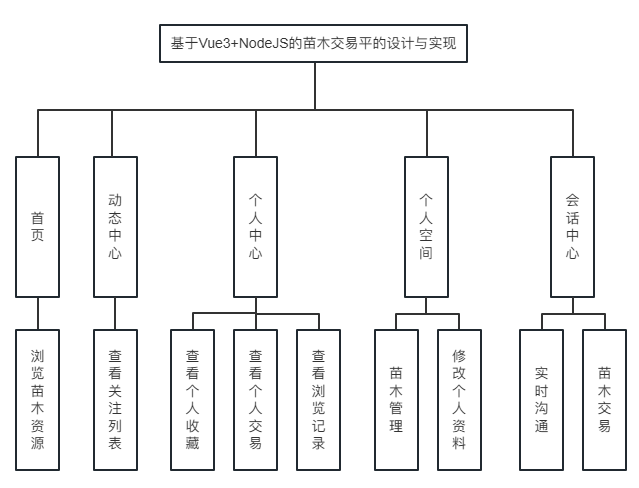 基于Vue3+NodeJS的苗木交易平的设计与实现
首页
动态中心
个人中心
个人空间
会话中心
浏览苗木资源
查看关注列表
查看个人收藏
查看个人交易
查看浏览记录
苗木管理
修改个人资料
实时沟通
苗木交易